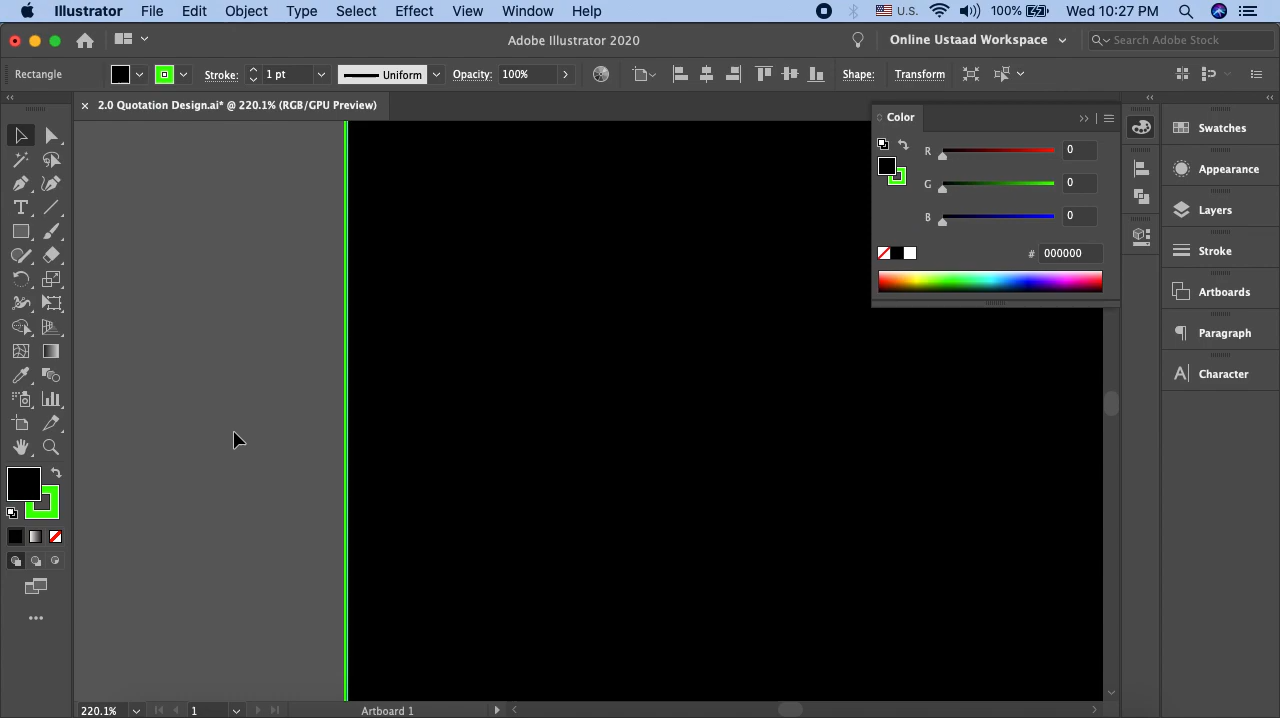 Illustrator File Edit Object Type Select Effect View Window Help U.S. 100% Wed 10:27 PM
Adobe Illustrator 2020 Online Ustaad Workspace Search Adobe Stock
Rectangle Stroke: 1 pt Uniform Opacity: 100% Shape: Transform
2.0 Quotation Design.ai* @ 220.1% (RGB/GPU Preview)
Color
R 0
G 0
B 0
# 000000
Swatches
Appearance
Layers
Stroke
Artboards
Paragraph
Character
220.1% 1 Artboard 1